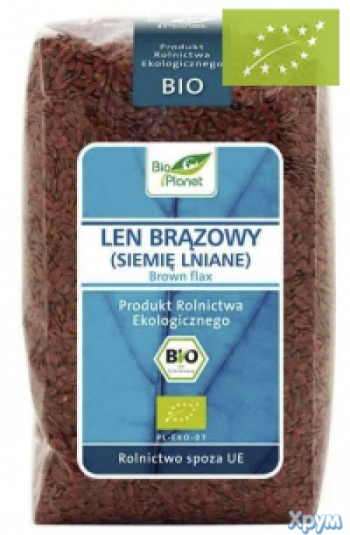 Produkt
Rolnictwa
Ekologicznego
BIO
Bio
Planet
LEN BRĄZOWY
(SIEMIĘ LNIANE)
Brown flax
Produkt Rolnictwa
Ekologicznego
BIO
PL-EKO-07
Rolnictwo spoza UE
Хрум